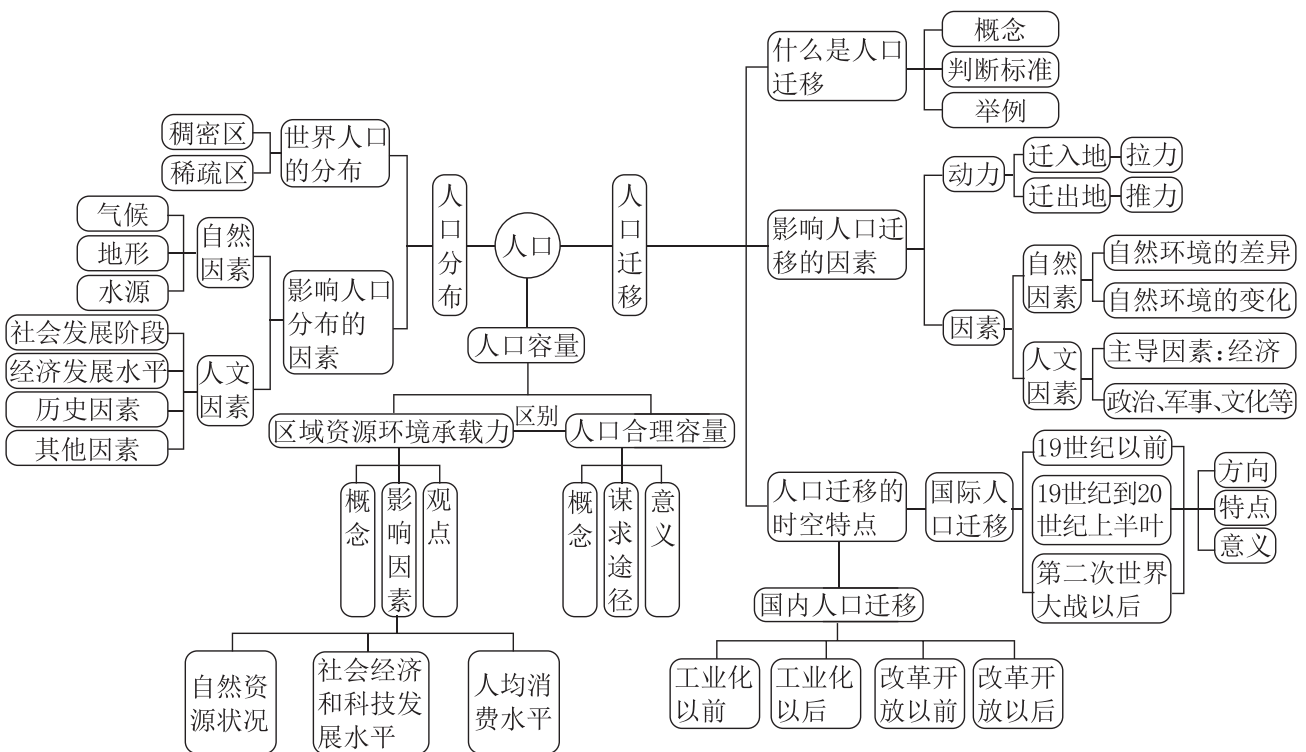 人口
人口分布
世界人口
的分布
稠密区
稀疏区
影响人口
分布的
因素
自然
因素
气候
地形
水源
人文
因素
社会发展阶段
经济发展水平
历史因素
其他因素
人口容量
区别
区域资源环境承载力
概念
影响因素
观点
自然资
源状况
社会经济
和科技发
展水平
人均消
费水平
人口合理容量
概念
谋求途径
意义
人口迁移
什么是人口
迁移
概念
判断标准
举例
影响人口迁
移的因素
动力
迁入地
拉力
迁出地
推力
因素
自然
因素
自然环境的差异
自然环境的变化
人文
因素
主导因素:经济
政治、军事、文化等
人口迁移的
时空特点
国际人
口迁移
19世纪以前
19世纪到20
世纪上半叶
第二次世界
大战以后
方向
特点
意义
国内人口迁移
工业化
以前
工业化
以后
改革开
放以前
改革开
放以后